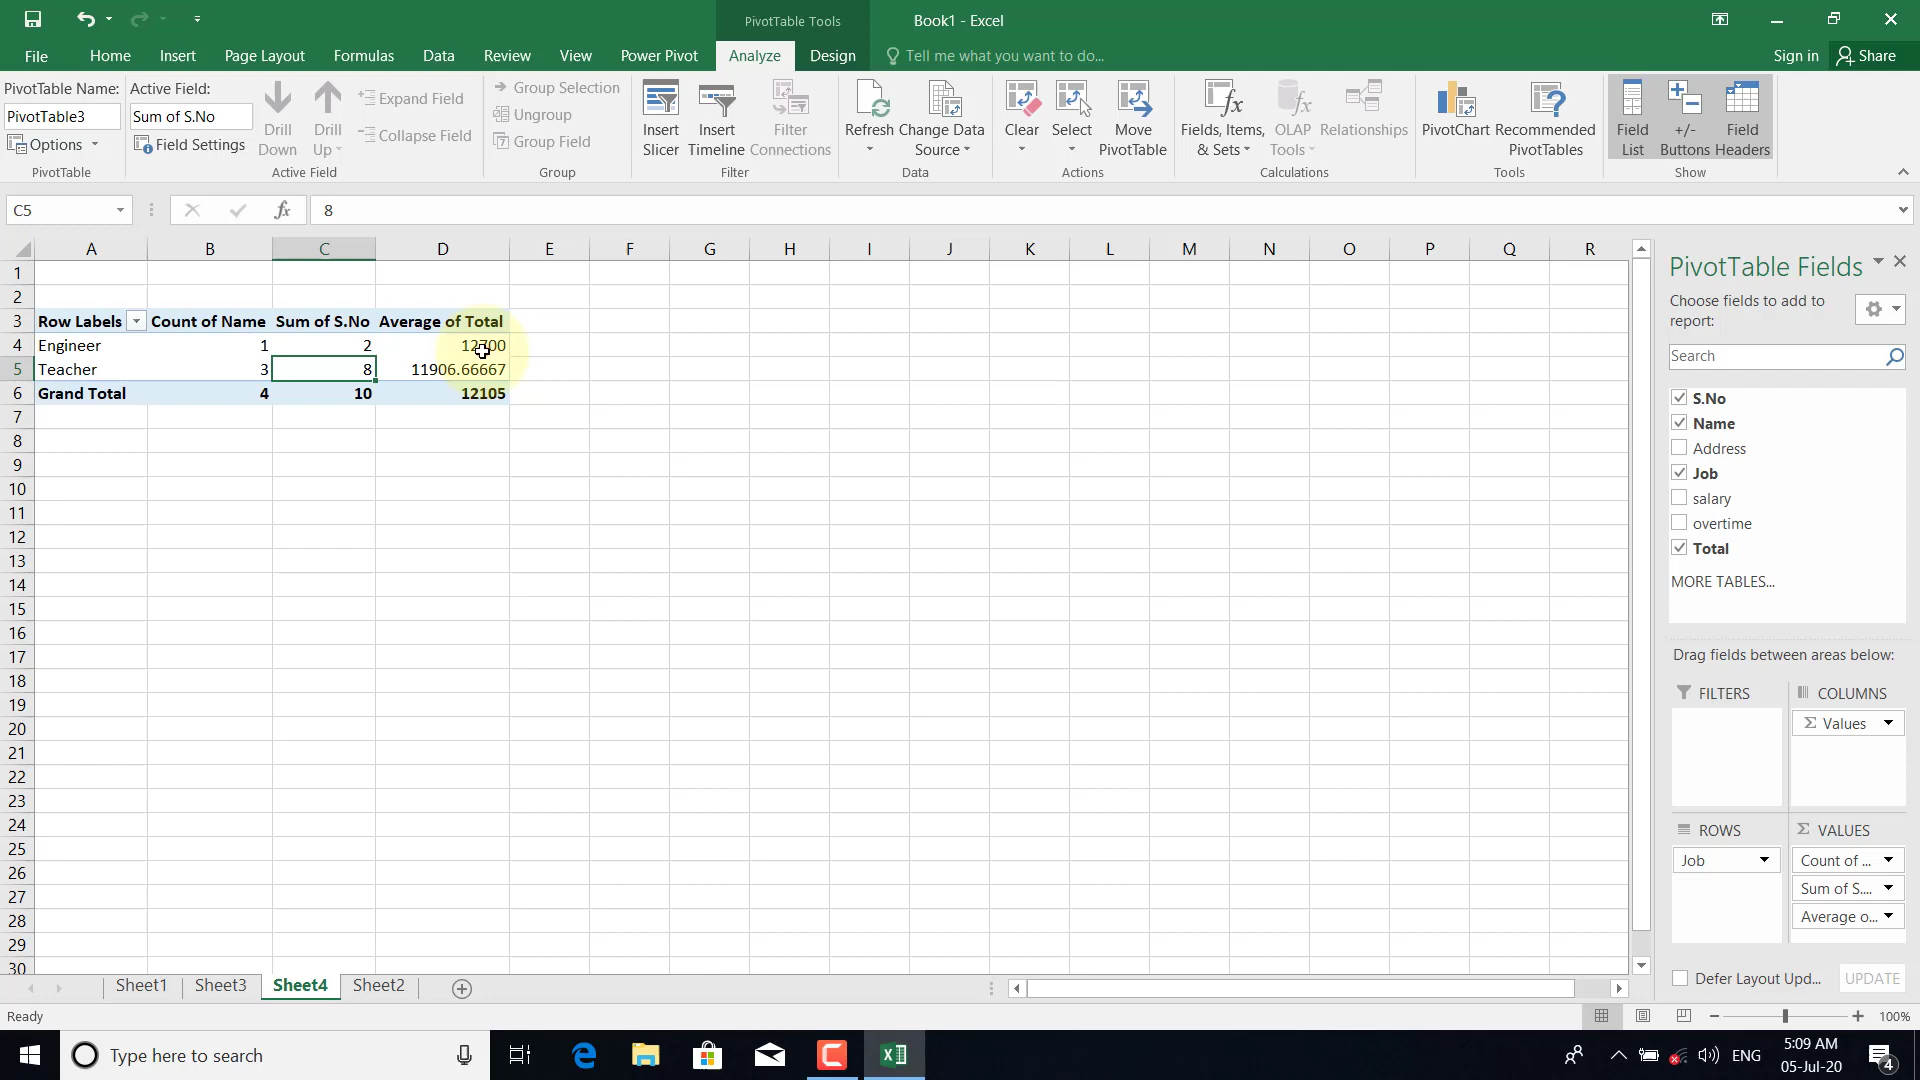 PivotTable Tools
Book1 - Excel
File
Home
Insert
Page Layout
Formulas
Data
Review
View
Power Pivot
Analyze
Design
Tell me what you want to do...
Sign in
Share
PivotTable Name:
PivotTable3
Options
PivotTable
Active Field:
Sum of S.No
Field Settings
Drill Down
Drill Up
Expand Field
Collapse Field
Active Field
Group Selection
Ungroup
Group Field
Group
Insert Slicer
Insert Timeline
Filter Connections
Filter
Refresh
Change Data Source
Data
Clear
Select
Move PivotTable
Actions
Fields, Items, & Sets
OLAP Tools
Relationships
Calculations
PivotChart
Recommended PivotTables
Tools
Field List
+/- Buttons
Field Headers
Show
C5
fx
8
A B C D E F G H I J K L M N O P Q R
1
2
3 Row Labels Count of Name Sum of S.No Average of Total
4 Engineer 1 2 12700
5 Teacher 3 8 11906.66667
6 Grand Total 4 10 12105
7
8
9
10
11
12
13
14
15
16
17
18
19
20
21
22
23
24
25
26
27
28
29
30
PivotTable Fields
Choose fields to add to
report:
Search
S.No
Name
Address
Job
salary
overtime
Total
MORE TABLES...
Drag fields between areas below:
FILTERS
COLUMNS
Σ Values
ROWS
Σ VALUES
Job
Count of ...
Sum of S....
Average o...
Defer Layout Upd...
UPDATE
Sheet1
Sheet3
Sheet4
Sheet2
Ready
100%
Type here to search
ENG
5:09 AM
05-Jul-20
4